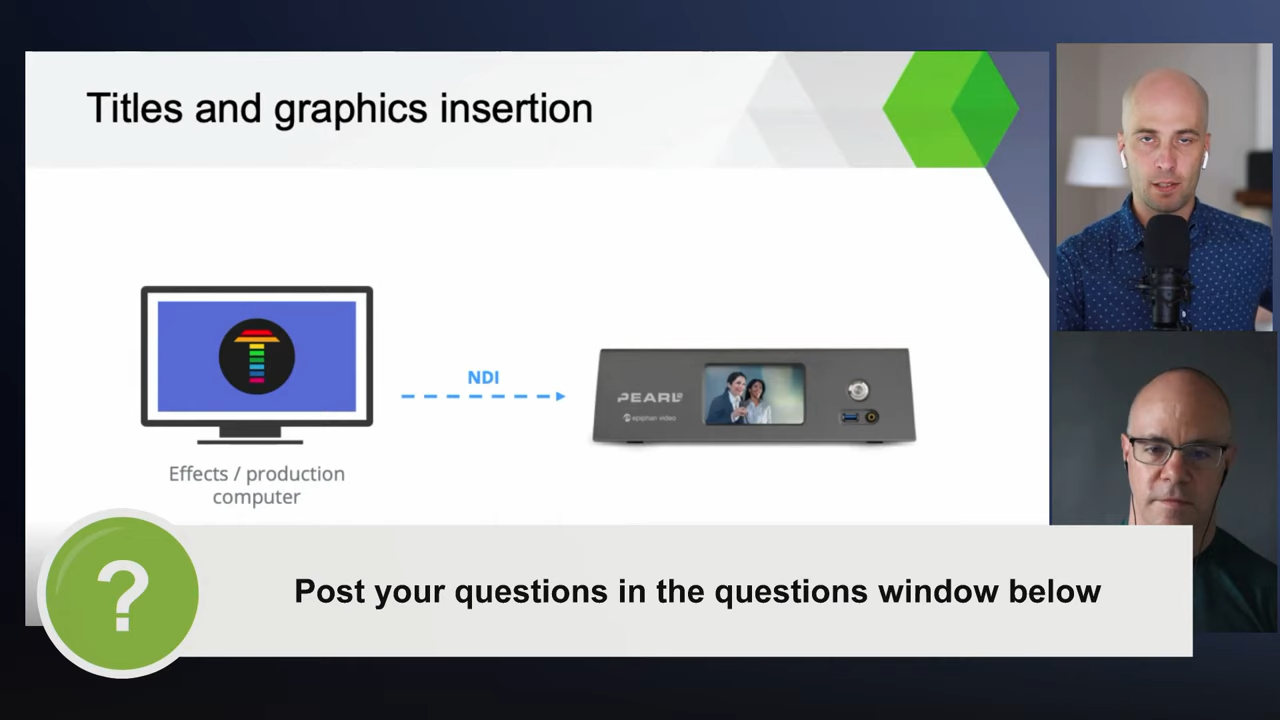 Titles and graphics insertion
NDI
PEARL
epiphan video
Effects / production
computer
?
Post your questions in the questions window below